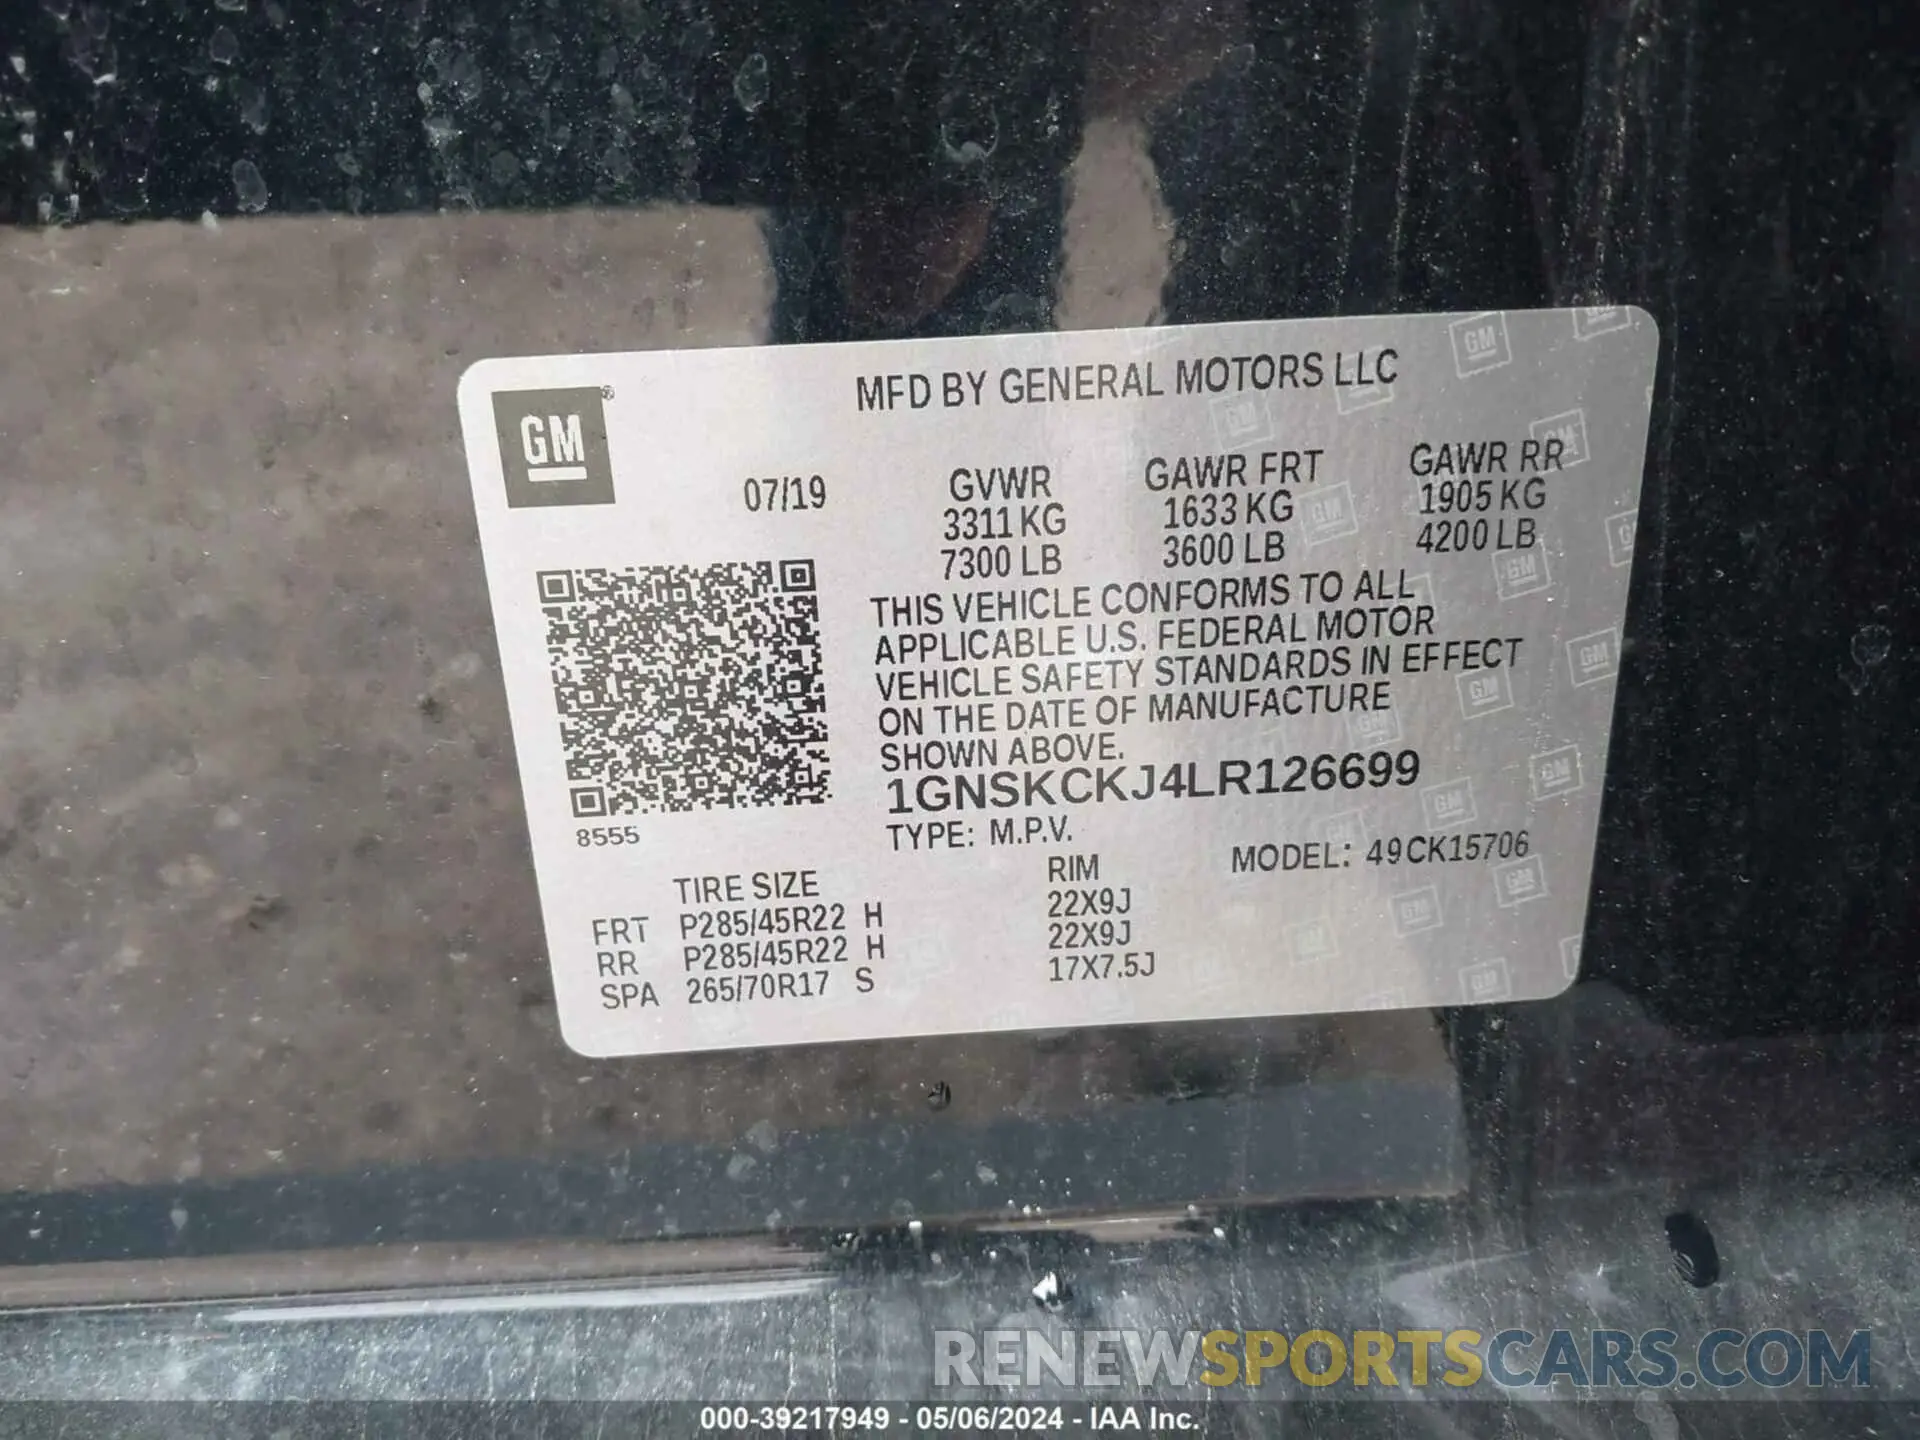 MFD BY GENERAL MOTORS LLC
GM®
07/19
GVWR GAWR FRT GAWR RR
3311 KG 1633 KG 1905 KG
7300 LB 3600 LB 4200 LB
THIS VEHICLE CONFORMS TO ALL
APPLICABLE U.S. FEDERAL MOTOR
VEHICLE SAFETY STANDARDS IN EFFECT
ON THE DATE OF MANUFACTURE
SHOWN ABOVE.
1GNSKCKJ4LR126699
8555
TYPE: M.P.V.
MODEL: 49CK15706
TIRE SIZE RIM
FRT P285/45R22 H 22X9J
RR P285/45R22 H 22X9J
SPA 265/70R17 S 17X7.5J
RENEWSPORTSCARS.COM
000-39217949 - 05/06/2024 - IAA Inc.